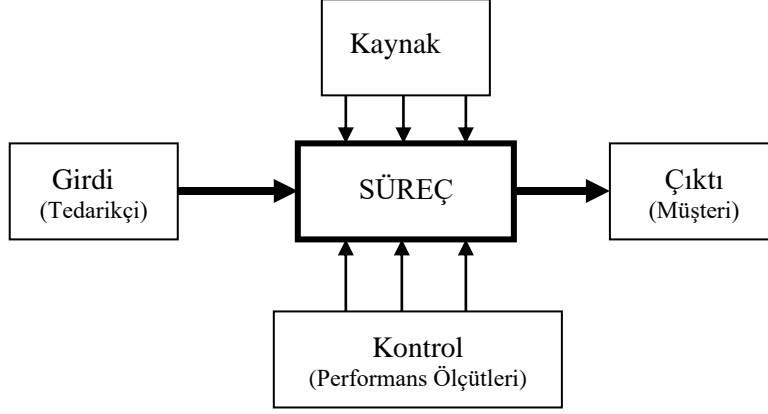 Kaynak
Girdi
(Tedarikçi)
SÜREÇ
Çıktı
(Müşteri)
Kontrol
(Performans Ölçütleri)